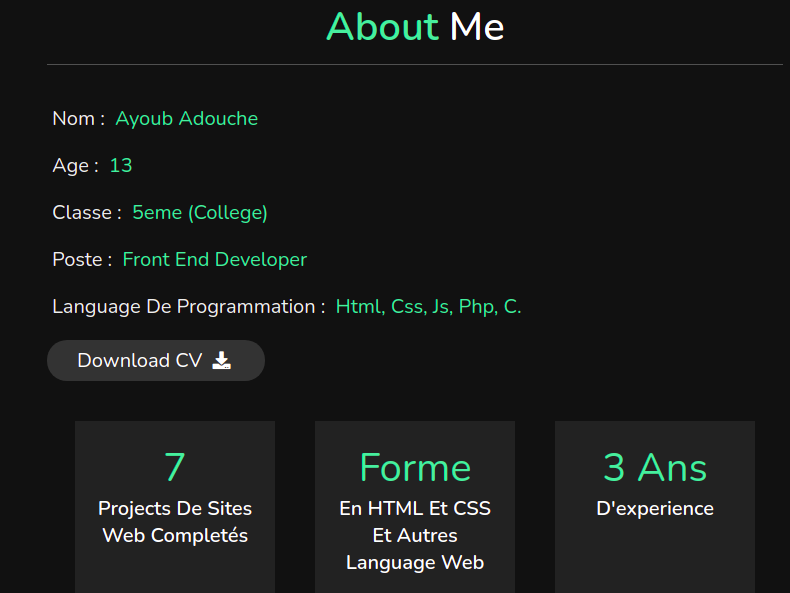 About Me
Nom : Ayoub Adouche
Age : 13
Classe : 5eme (College)
Poste : Front End Developer
Language De Programmation : Html, Css, Js, Php, C.
Download CV
7
Projects De Sites
Web Completés
Forme
En HTML Et CSS
Et Autres
Language Web
3 Ans
D'experience